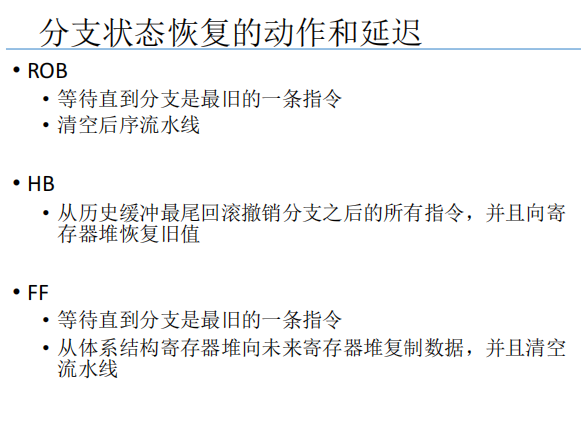 分支状态恢复的动作和延迟
• ROB
• 等待直到分支是最旧的一条指令
• 清空后序流水线
• HB
• 从历史缓冲最尾回滚撤销分支之后的所有指令，并且向寄
存器堆恢复旧值
• FF
• 等待直到分支是最旧的一条指令
• 从体系结构寄存器堆向未来寄存器堆复制数据，并且清空
流水线